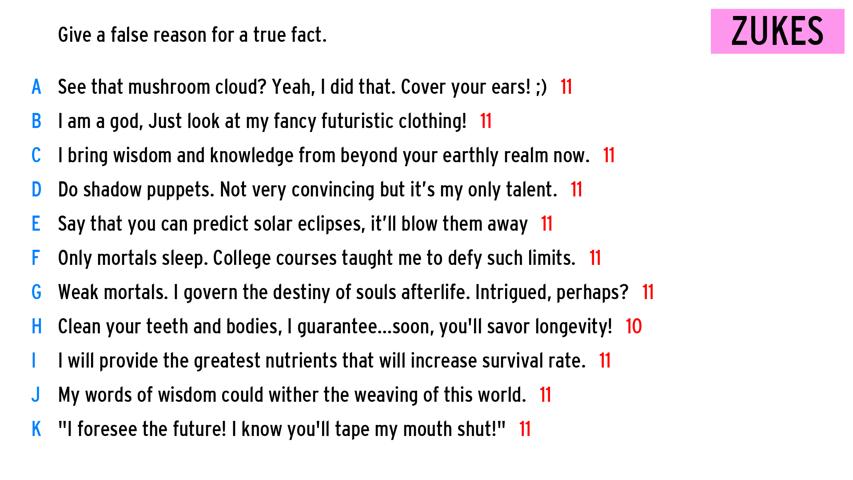 ZUKES
Give a false reason for a true fact.
A See that mushroom cloud? Yeah, I did that. Cover your ears! ;) 11
B I am a god, Just look at my fancy futuristic clothing! 11
C I bring wisdom and knowledge from beyond your earthly realm now. 11
D Do shadow puppets. Not very convincing but it's my only talent. 11
E Say that you can predict solar eclipses, it'll blow them away 11
F Only mortals sleep. College courses taught me to defy such limits. 11
G Weak mortals. I govern the destiny of souls afterlife. Intrigued, perhaps? 11
H Clean your teeth and bodies, I guarantee...soon, you'll savor longevity! 10
I I will provide the greatest nutrients that will increase survival rate. 11
J My words of wisdom could wither the weaving of this world. 11
K "I foresee the future! I know you'll tape my mouth shut!" 11